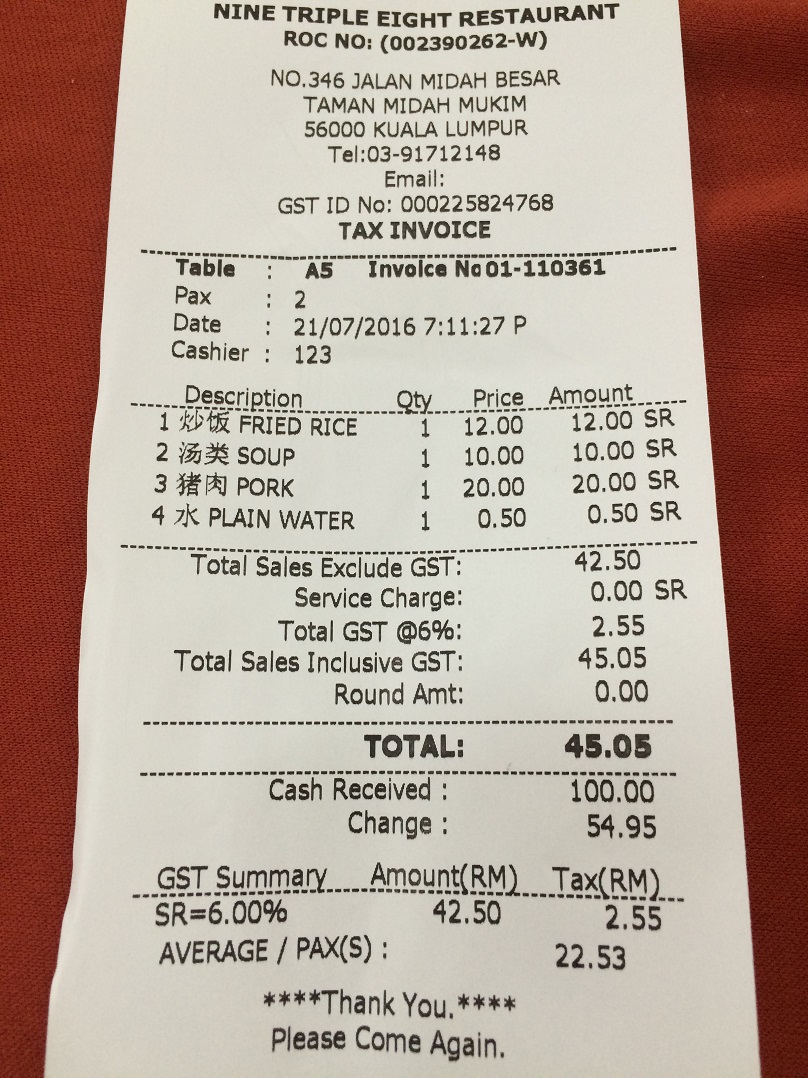 NINE TRIPLE EIGHT RESTAURANT
ROC NO: (002390262-W)
NO.346 JALAN MIDAH BESAR
TAMAN MIDAH MUKIM
56000 KUALA LUMPUR
Tel:03-91712148
Email:
GST ID No: 000225824768
TAX INVOICE
Table : A5 Invoice No 01-110361
Pax : 2
Date : 21/07/2016 7:11:27 P
Cashier : 123
Description Qty Price Amount
1 炒饭 FRIED RICE 1 12.00 12.00 SR
2 汤类 SOUP 1 10.00 10.00 SR
3 猪肉 PORK 1 20.00 20.00 SR
4 水 PLAIN WATER 1 0.50 0.50 SR
Total Sales Exclude GST: 42.50
Service Charge: 0.00 SR
Total GST @6%: 2.55
Total Sales Inclusive GST: 45.05
Round Amt: 0.00
TOTAL: 45.05
Cash Received : 100.00
Change : 54.95
GST Summary Amount(RM) Tax(RM)
SR=6.00% 42.50 2.55
AVERAGE / PAX(S) : 22.53
****Thank You.****
Please Come Again.